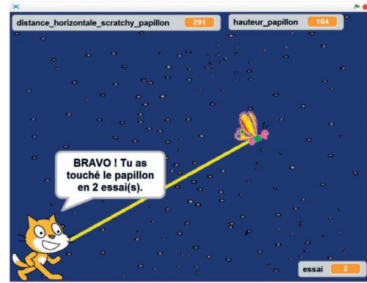 distance_horizontale_scratchy_papillon 291
hauteur_papillon 164
BRAVO ! Tu as
touché le papillon
en 2 essai(s).
essai 2